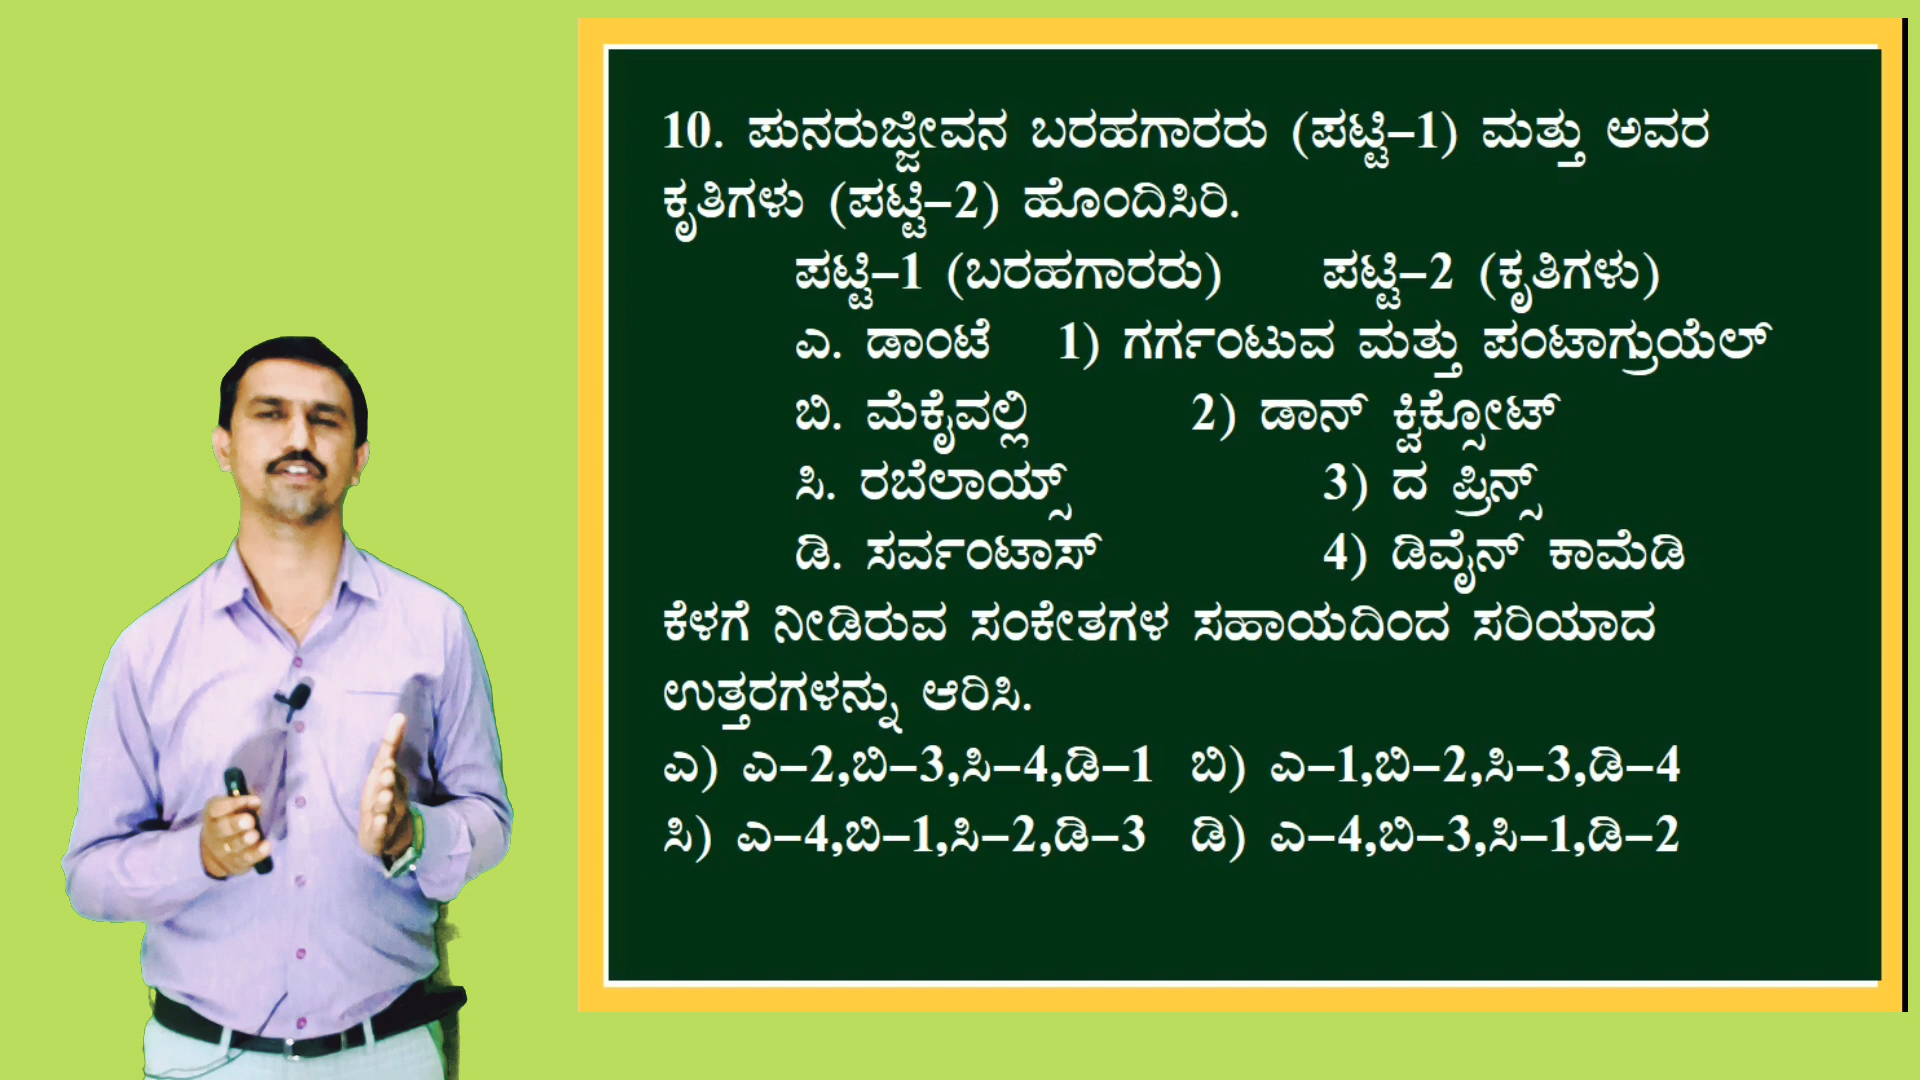 10. ಪುನರುಜ್ಜೀವನ ಬರಹಗಾರರು (ಪಟ್ಟಿ–1) ಮತ್ತು ಅವರ
ಕೃತಿಗಳು (ಪಟ್ಟಿ–2) ಹೊಂದಿಸಿರಿ.
ಪಟ್ಟಿ–1 (ಬರಹಗಾರರು) ಪಟ್ಟಿ–2 (ಕೃತಿಗಳು)
ಎ. ಡಾಂಟೆ 1) ಗರ್ಗಂಟುವ ಮತ್ತು ಪಂಟಾಗ್ರುಯೆಲ್
ಬಿ. ಮೆಕೈವಲ್ಲಿ 2) ಡಾನ್ ಕ್ವಿಕ್ಸೋಟ್
ಸಿ. ರಬೆಲಾಯ್ಸ್ 3) ದ ಪ್ರಿನ್ಸ್
ಡಿ. ಸರ್ವಂಟಾಸ್ 4) ಡಿವೈನ್ ಕಾಮೆಡಿ
ಕೆಳಗೆ ನೀಡಿರುವ ಸಂಕೇತಗಳ ಸಹಾಯದಿಂದ ಸರಿಯಾದ
ಉತ್ತರಗಳನ್ನು ಆರಿಸಿ.
ಎ) ಎ–2,ಬಿ–3,ಸಿ–4,ಡಿ–1 ಬಿ) ಎ–1,ಬಿ–2,ಸಿ–3,ಡಿ–4
ಸಿ) ಎ–4,ಬಿ–1,ಸಿ–2,ಡಿ–3 ಡಿ) ಎ–4,ಬಿ–3,ಸಿ–1,ಡಿ–2